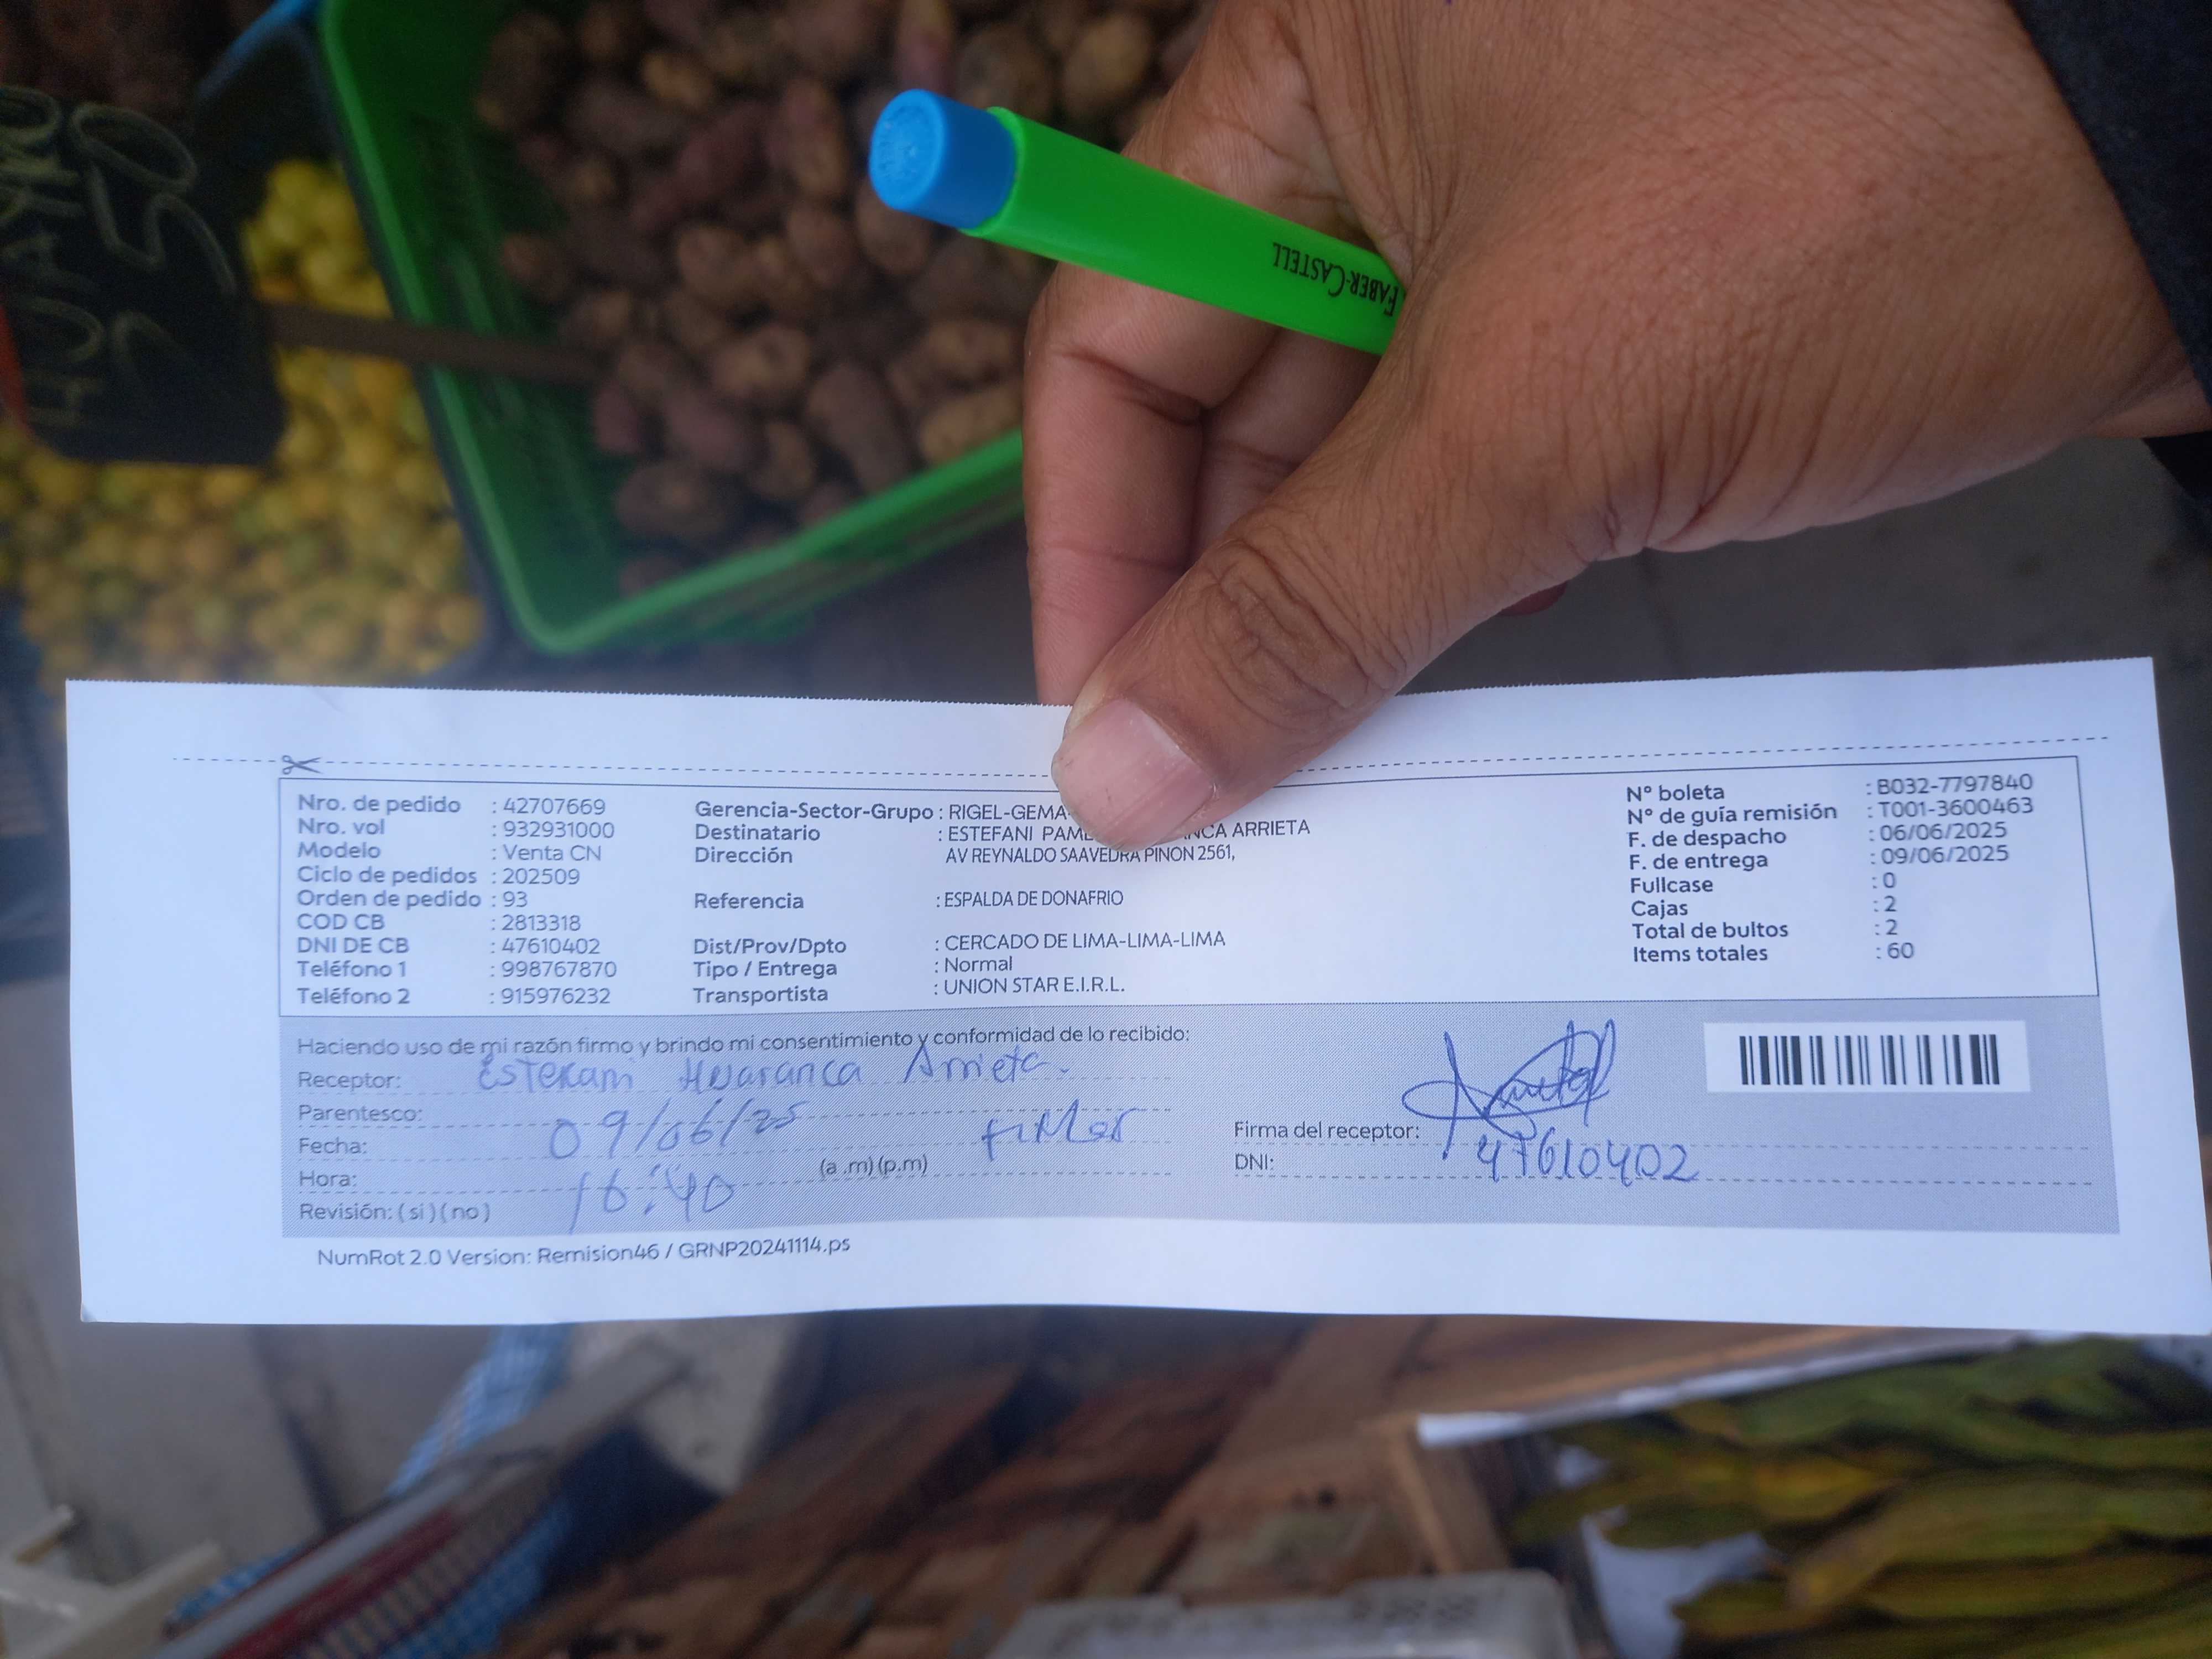 FABER-CASTELL
Nro. de pedido : 42707669
Nro. vol : 932931000
Modelo : Venta CN
Ciclo de pedidos : 202509
Orden de pedido : 93
COD CB : 2813318
DNI DE CB : 47610402
Teléfono 1 : 998767870
Teléfono 2 : 915976232
Gerencia-Sector-Grupo : RIGEL-GEMA-
Destinatario : ESTEFANI ARRIETA
Dirección AV REYNALDO SAAVEDRA PINON 2561,
Referencia : ESPALDA DE DONAFRIO
Dist/Prov/Dpto : CERCADO DE LIMA-LIMA-LIMA
Tipo / Entrega : Normal
Transportista : UNION STAR E.I.R.L.
N° boleta : B032-7797840
N° de guía remisión : T001-3600463
F. de despacho : 06/06/2025
F. de entrega : 09/06/2025
Fullcase : 0
Cajas : 2
Total de bultos : 2
Items totales : 60
Haciendo uso de mi razón firmo y brindo mi consentimiento y conformidad de lo recibido:
Receptor: Estefani Huaranca Arrieta.
Parentesco:
Fecha: 09/06/25
Hora: 16:40 (a .m) (p.m)
Revisión: ( si ) ( no )
Firma del receptor:
DNI: 47610402
NumRot 2.0 Version: Remision46 / GRNP20241114.ps